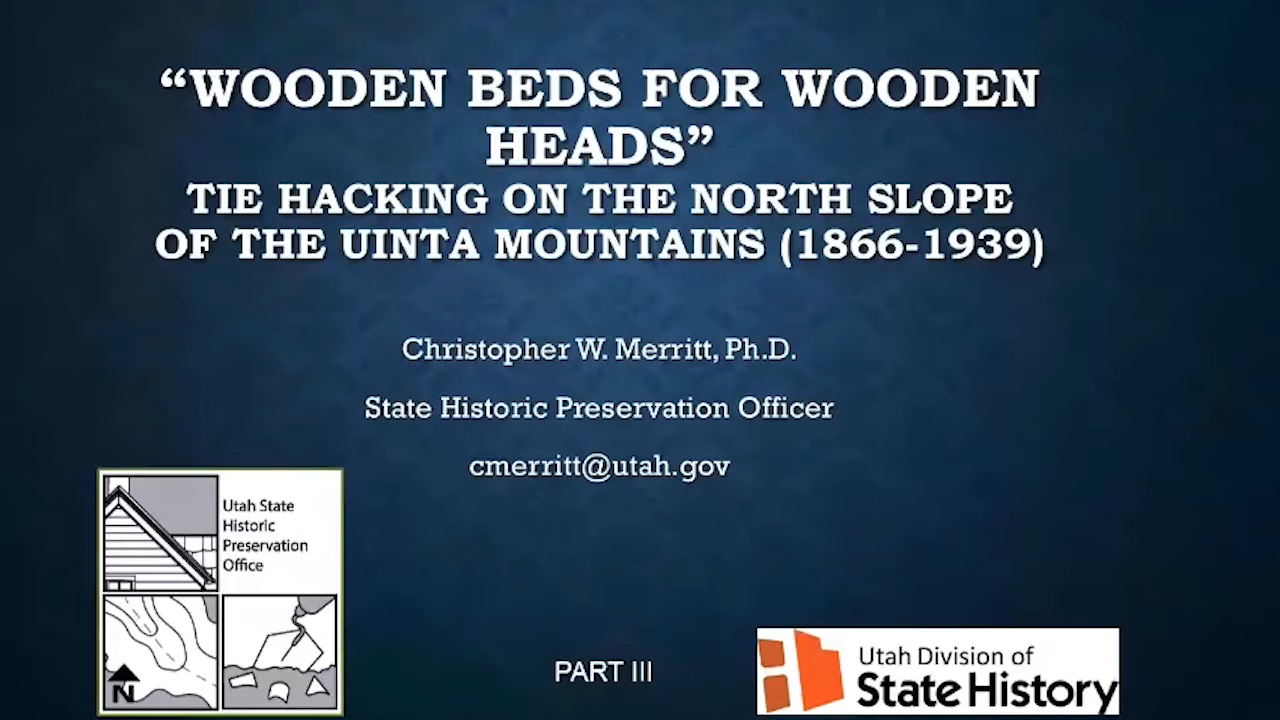 “WOODEN BEDS FOR WOODEN
HEADS”
TIE HACKING ON THE NORTH SLOPE
OF THE UINTA MOUNTAINS (1866-1939)
Christopher W. Merritt, Ph.D.
State Historic Preservation Officer
cmerritt@utah.gov
Utah State
Historic
Preservation
Office
N
PART III
Utah Division of
State History